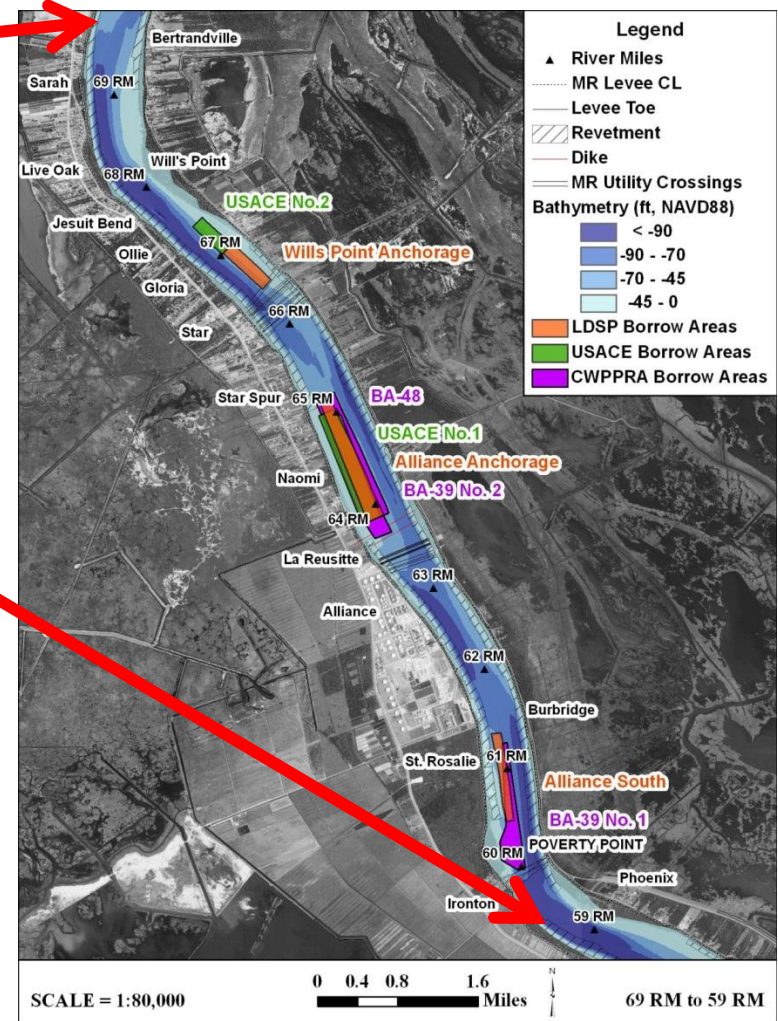 Legend
River Miles
MR Levee CL
Levee Toe
Revetment
Dike
MR Utility Crossings
Bathymetry (ft, NAVD88)
< -90
-90 - -70
-70 - -45
-45 - 0
LDSP Borrow Areas
USACE Borrow Areas
CWPPRA Borrow Areas
Bertrandville
Sarah
69 RM
Will's Point
Live Oak
68 RM
USACE No.2
Jesuit Bend
67 RM
Ollie
Wills Point Anchorage
Gloria
66 RM
Star
Star Spur
65 RM
BA-48
USACE No.1
Alliance Anchorage
Naomi
BA-39 No. 2
64 RM
La Reusitte
63 RM
Alliance
62 RM
Burbridge
61 RM
St. Rosalie
Alliance South
BA-39 No. 1
60 RM
POVERTY POINT
Phoenix
Ironton
59 RM
SCALE = 1:80,000
0 0.4 0.8 1.6
Miles
N
69 RM to 59 RM